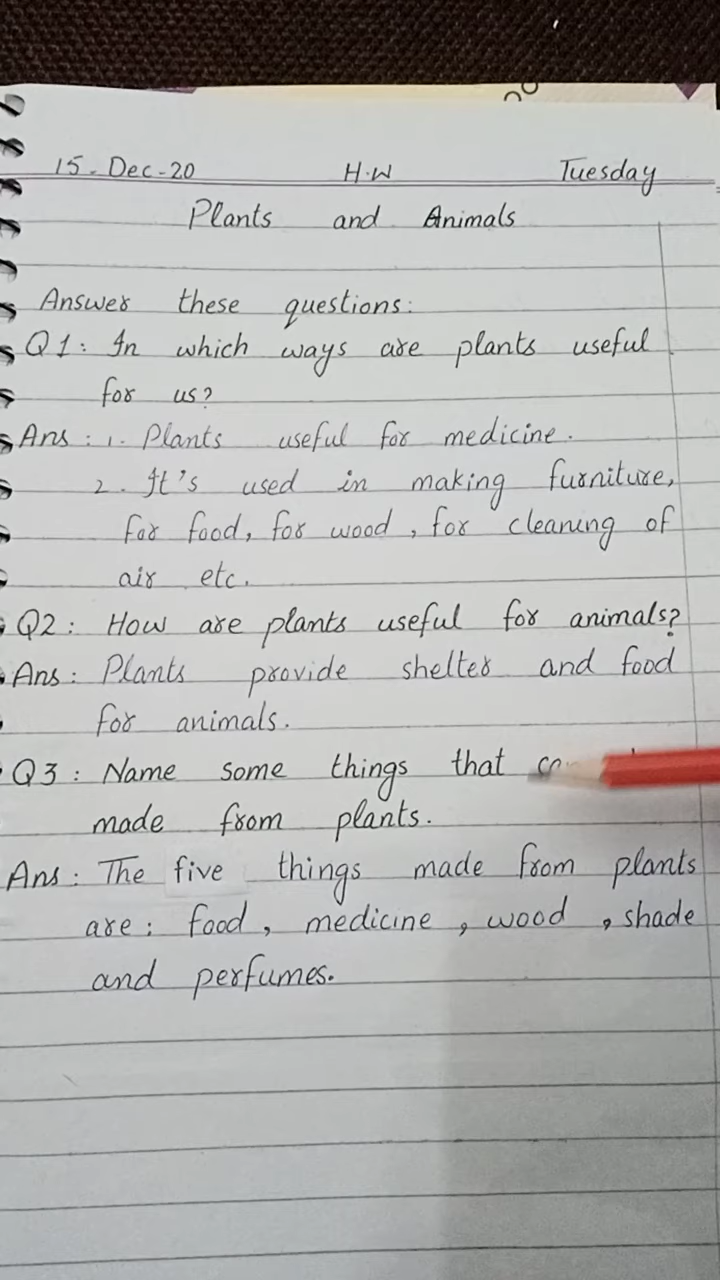 15-Dec-20 H.W Tuesday
Plants and Animals
Answer these questions:
Q1: In which ways are plants useful
for us?
Ans: 1. Plants useful for medicine.
2. It's used in making furniture,
for food, for wood, for cleaning of
air etc.
Q2: How are plants useful for animals?
Ans: Plants provide shelter and food
for animals.
Q3: Name some things that
made from plants.
Ans: The five things made from plants
are: food, medicine, wood, shade
and perfumes.